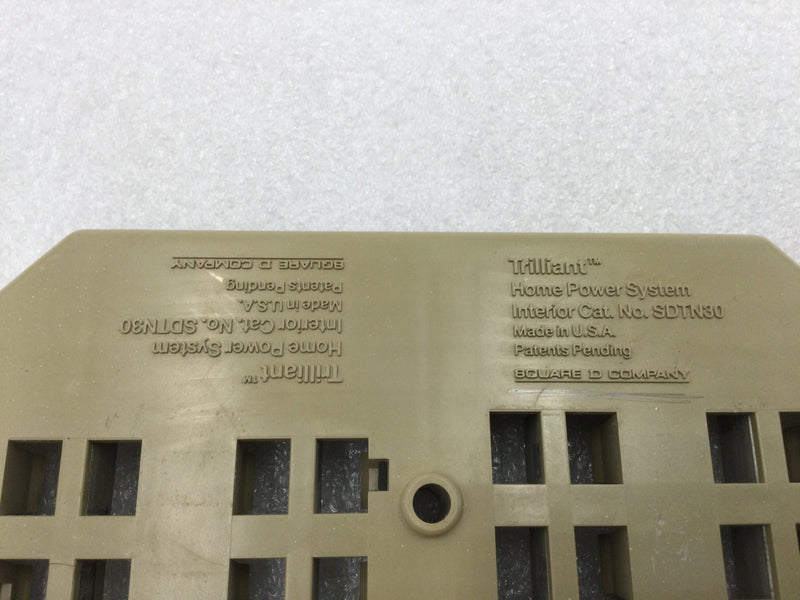 Trilliant™
Home Power System
Interior Cat. No. SDTN30
Made in U.S.A.
Patents Pending
SQUARE D COMPANY
Trilliant™
Home Power System
Interior Cat. No. SDTN30
Made in U.S.A.
Patents Pending
SQUARE D COMPANY